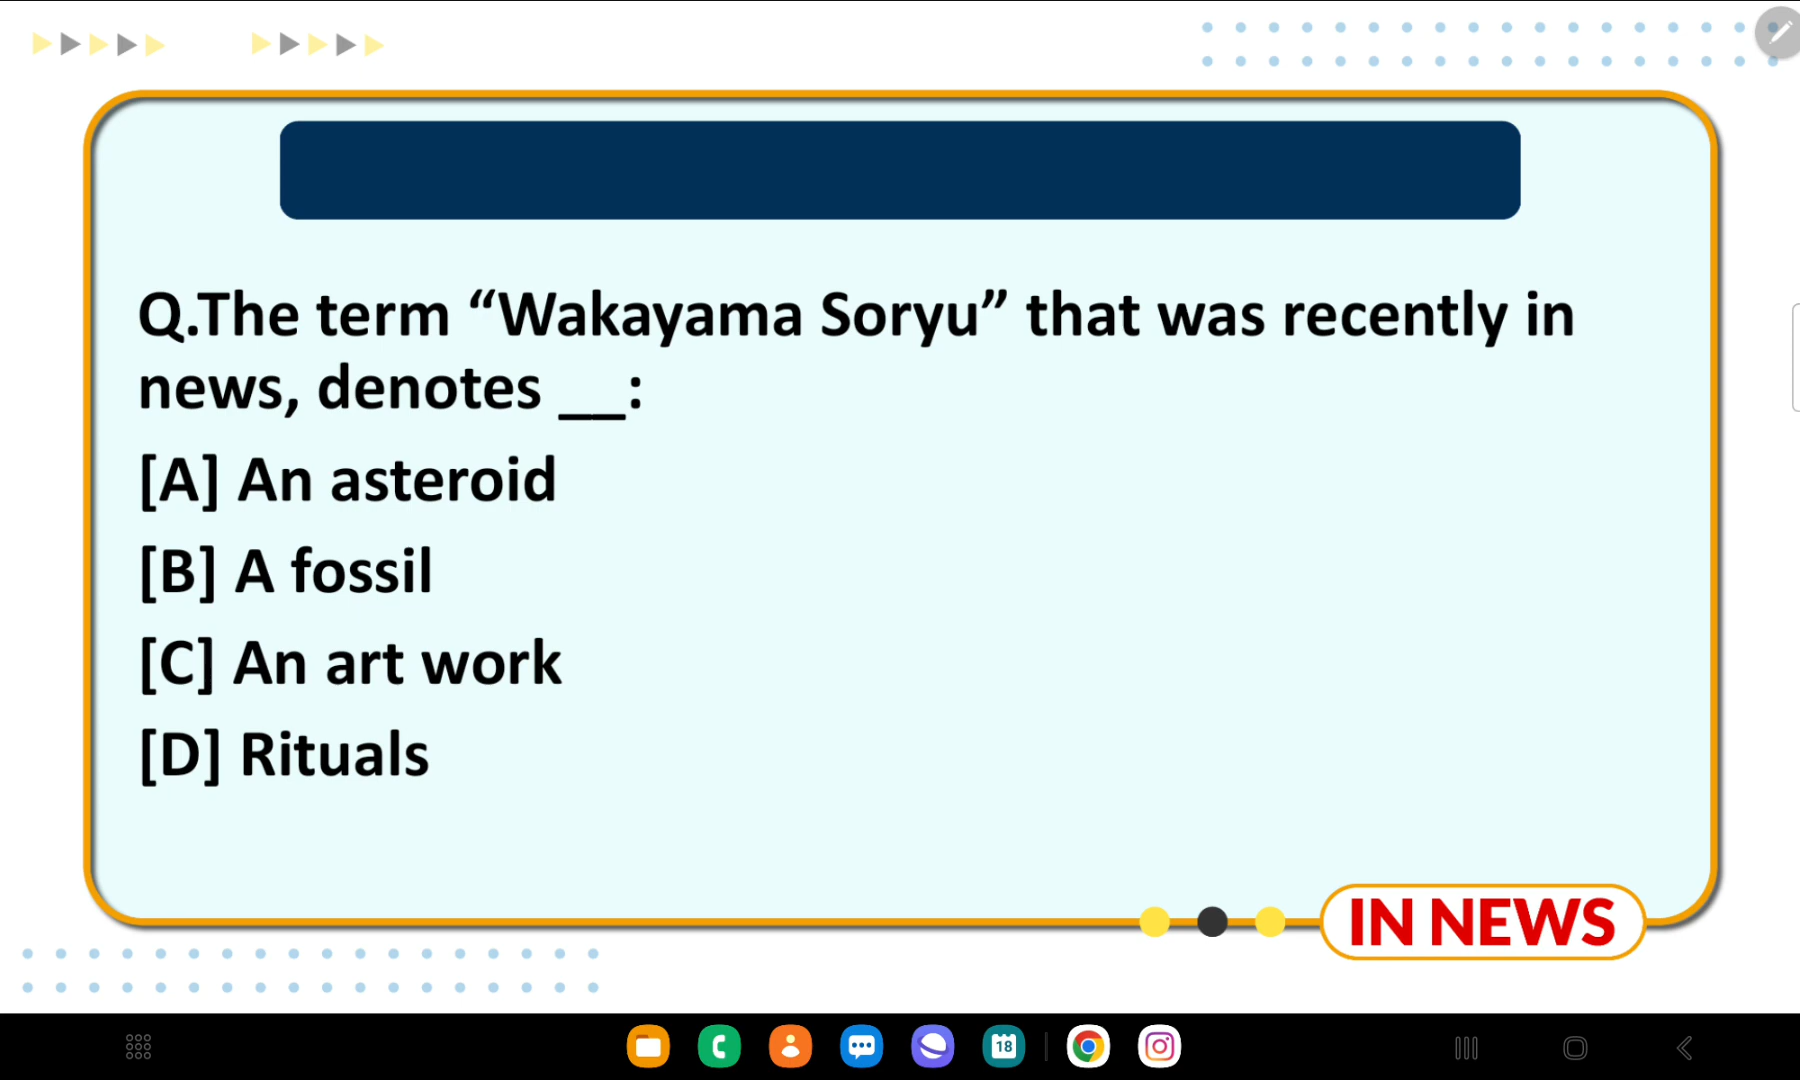 Q.The term “Wakayama Soryu” that was recently in
news, denotes __:
[A] An asteroid
[B] A fossil
[C] An art work
[D] Rituals
IN NEWS
18